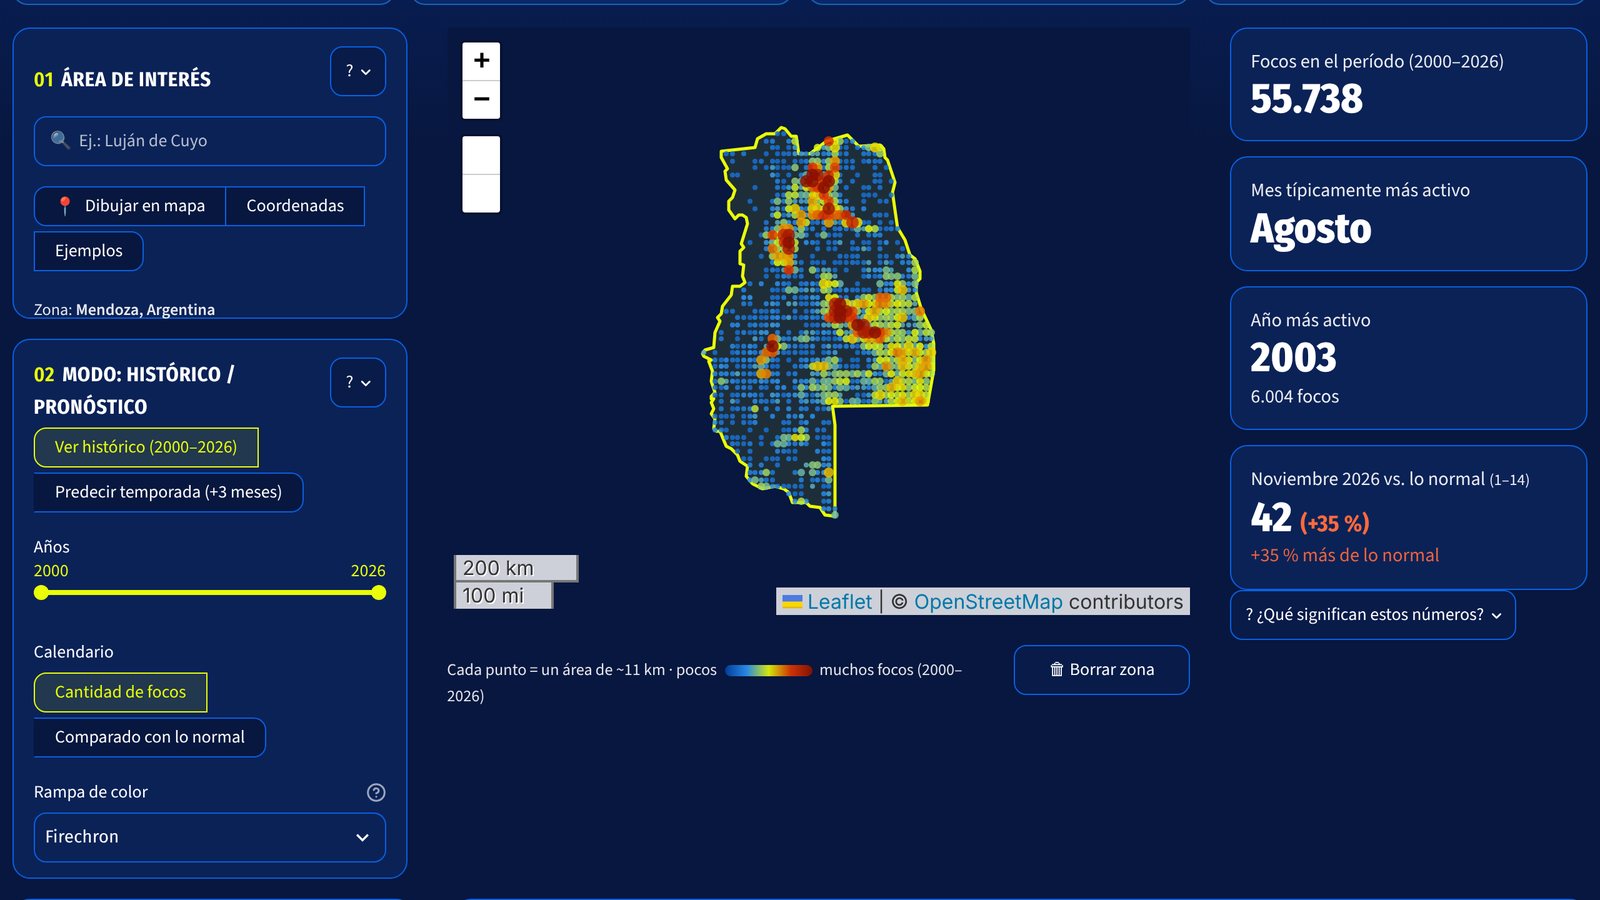 01 ÁREA DE INTERÉS
?
Ej.: Luján de Cuyo
Dibujar en mapa
Coordenadas
Ejemplos
Zona: Mendoza, Argentina
02 MODO: HISTÓRICO /
PRONÓSTICO
?
Ver histórico (2000–2026)
Predecir temporada (+3 meses)
Años
2000
2026
Calendario
Cantidad de focos
Comparado con lo normal
Rampa de color
?
Firechron
+
−
200 km
100 mi
Leaflet | © OpenStreetMap contributors
Cada punto = un área de ~11 km · pocos
muchos focos (2000–
2026)
Borrar zona
Focos en el período (2000–2026)
55.738
Mes típicamente más activo
Agosto
Año más activo
2003
6.004 focos
Noviembre 2026 vs. lo normal (1–14)
42 (+35 %)
+35 % más de lo normal
? ¿Qué significan estos números?